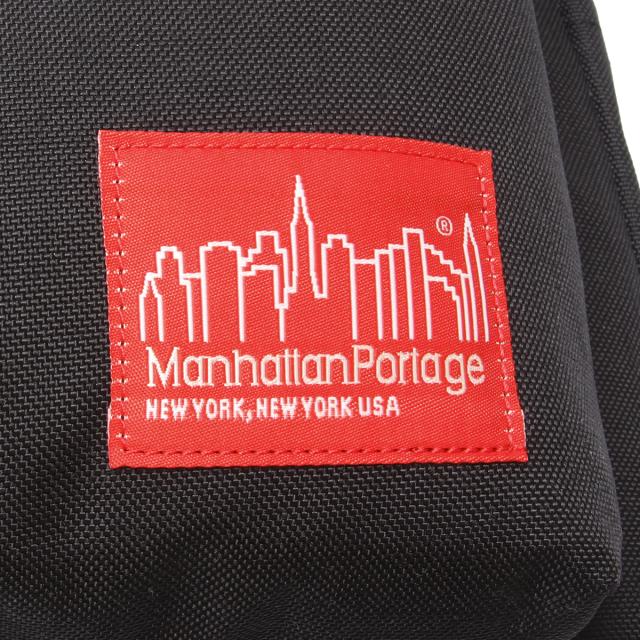 ®
ManhattanPortage
NEW YORK, NEW YORK USA